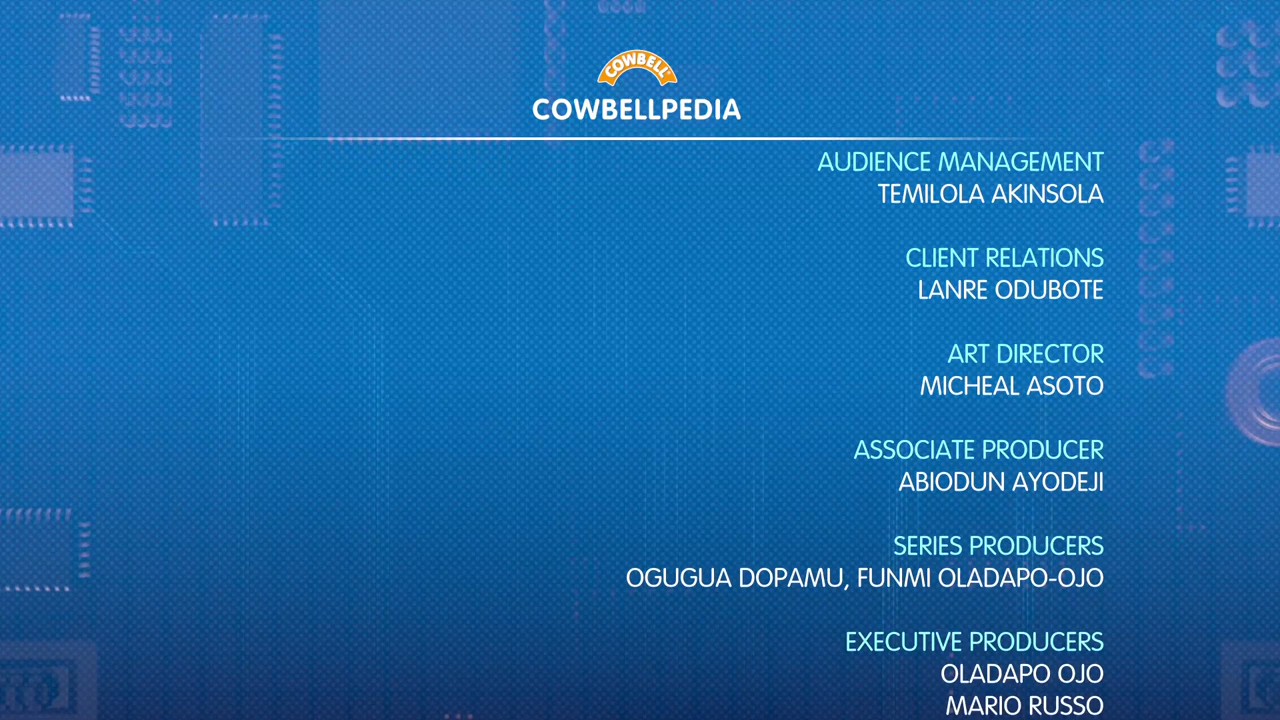 COWBELL
COWBELLPEDIA
AUDIENCE MANAGEMENT
TEMILOLA AKINSOLA
CLIENT RELATIONS
LANRE ODUBOTE
ART DIRECTOR
MICHEAL ASOTO
ASSOCIATE PRODUCER
ABIODUN AYODEJI
SERIES PRODUCERS
OGUGUA DOPAMU, FUNMI OLADAPO-OJO
EXECUTIVE PRODUCERS
OLADAPO OJO
MARIO RUSSO